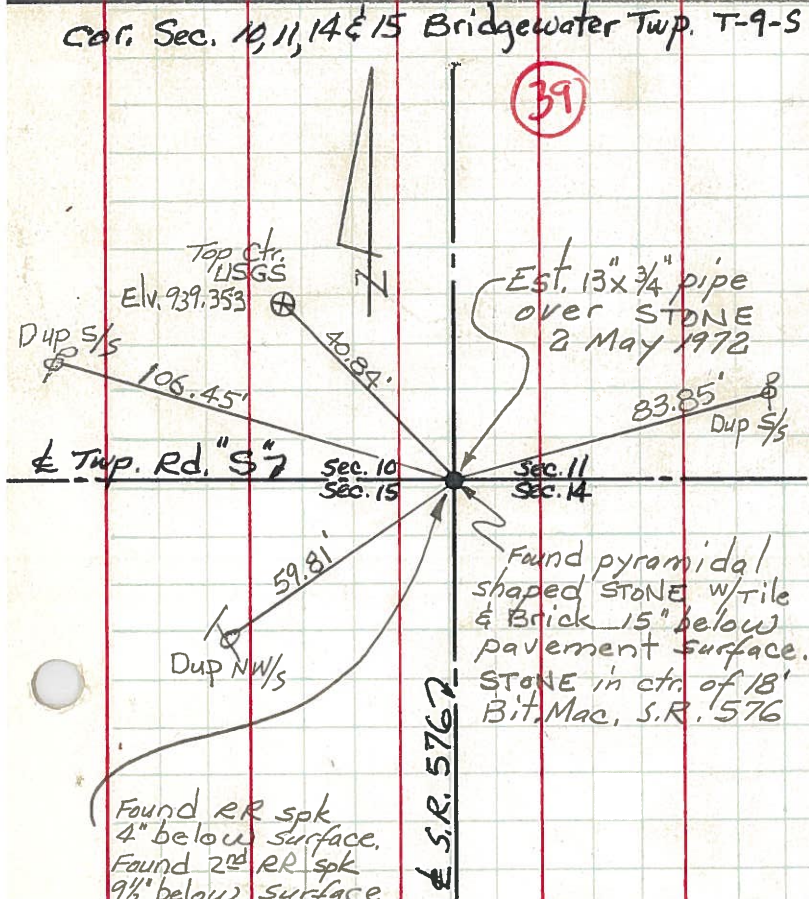 Cor. Sec. 10, 11, 14 & 15 Bridgewater Twp. T-9-S
39
N
Top Ctr.
USGS
Elv. 939.353
Est. 13" x 3/4" pipe
over STONE
2 May 1972
Dup S/S
106.45'
40.84'
83.85'
Dup S/S
℄ Twp. Rd. "S"
Sec. 10
Sec. 11
Sec. 15
Sec. 14
59.81'
Dup NW/S
Found pyramidal
shaped STONE w/Tile
& Brick 15" below
pavement surface.
STONE in ctr. of 18'
Bit. Mac. S.R. 576
℄ S.R. 576
Found RR spk
4" below surface.
Found 2nd RR spk
9½" below surface